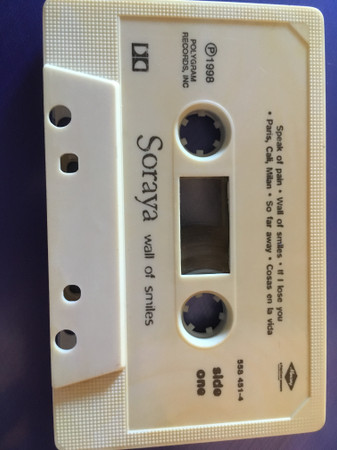 Speak of pain • Wall of smiles • If I lose you
• Paris, Cali, Milan • So far away • Cosas en la vida
℗1998
POLYGRAM
RECORDS, INC
558 451-4
side
one
Soraya wall of smiles